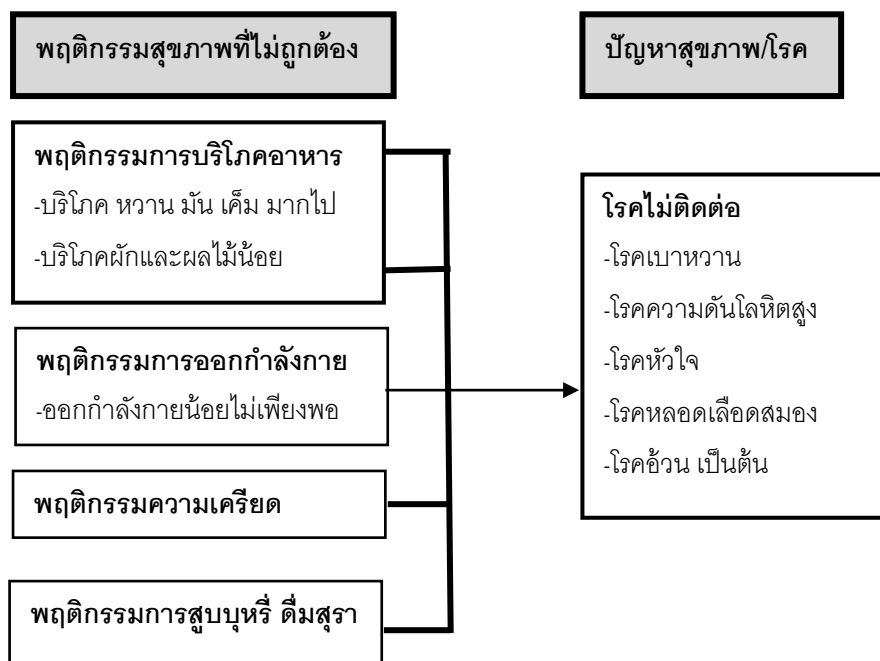 พฤติกรรมสุขภาพที่ไม่ถูกต้อง
ปัญหาสุขภาพ/โรค
พฤติกรรมการบริโภคอาหาร
-บริโภค หวาน มัน เค็ม มากไป
-บริโภคผักและผลไม้น้อย
พฤติกรรมการออกกำลังกาย
-ออกกำลังกายน้อยไม่เพียงพอ
พฤติกรรมความเครียด
พฤติกรรมการสูบบุหรี่ ดื่มสุรา
โรคไม่ติดต่อ
-โรคเบาหวาน
-โรคความดันโลหิตสูง
-โรคหัวใจ
-โรคหลอดเลือดสมอง
-โรคอ้วน เป็นต้น